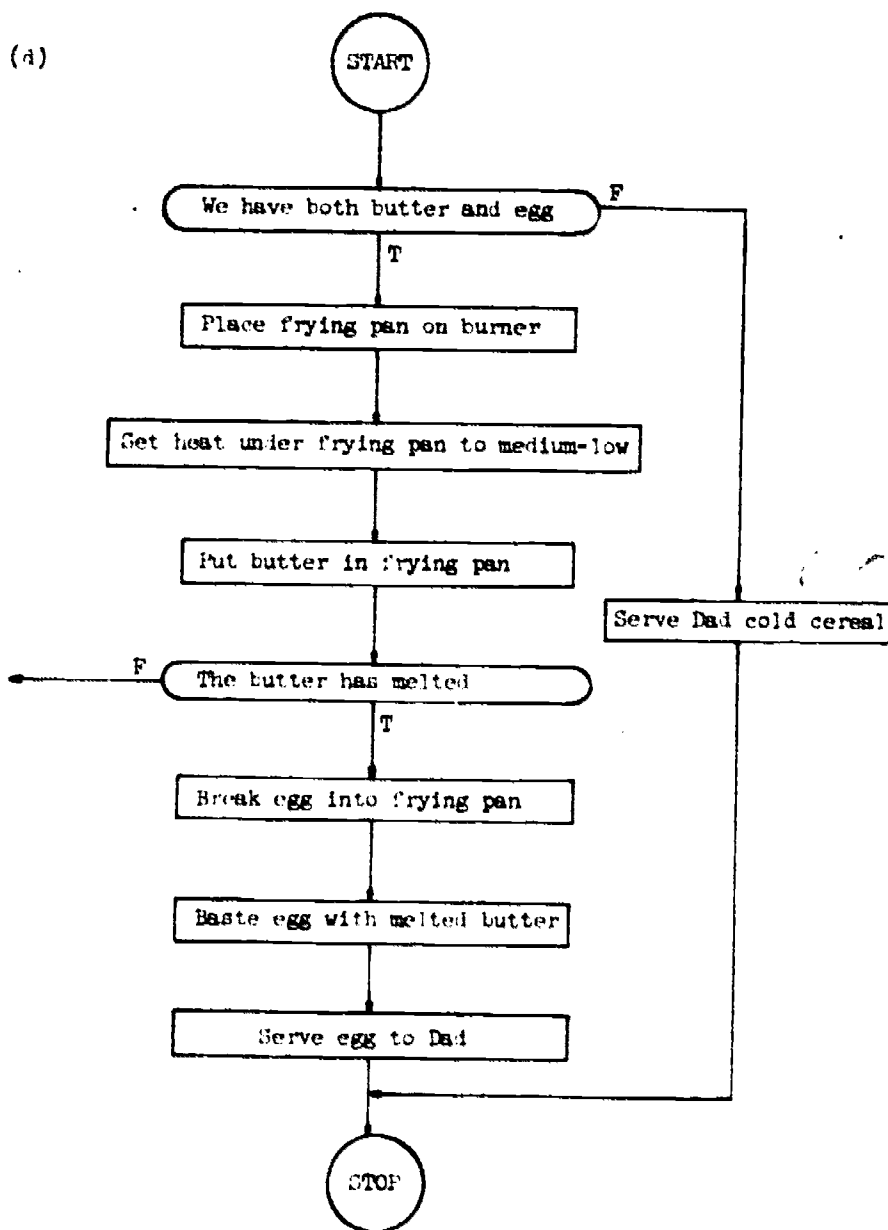 (d)
START
We have both butter and egg
F
T
Place frying pan on burner
Set heat under frying pan to medium-low
Put butter in frying pan
Serve Dad cold cereal
F
The butter has melted
T
Break egg into frying pan
Baste egg with melted butter
Serve egg to Dad
STOP